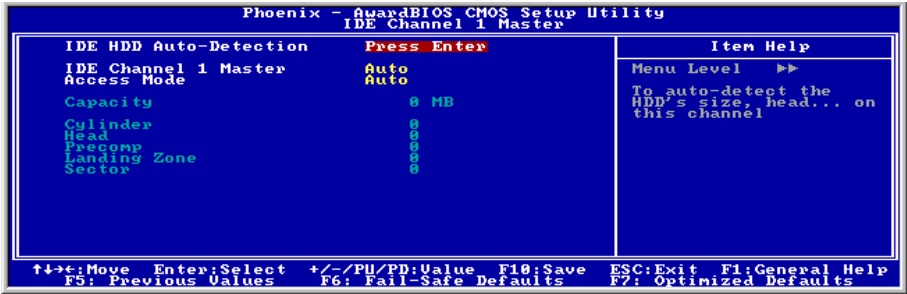 Phoenix - AwardBIOS CMOS Setup Utility
IDE Channel 1 Master
IDE HDD Auto-Detection Press Enter
IDE Channel 1 Master Auto
Access Mode Auto
Capacity 0 MB
Cylinder 0
Head 0
Precomp 0
Landing Zone 0
Sector 0
Item Help
Menu Level ▶▶
To auto-detect the
HDD's size, head... on
this channel
↑↓→←:Move Enter:Select +/-/PU/PD:Value F10:Save ESC:Exit F1:General Help
F5: Previous Values F6: Fail-Safe Defaults F7: Optimized Defaults